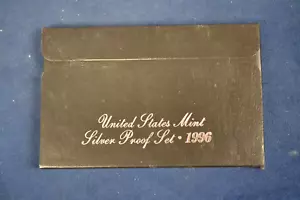 United States Mint
Silver Proof Set • 1996